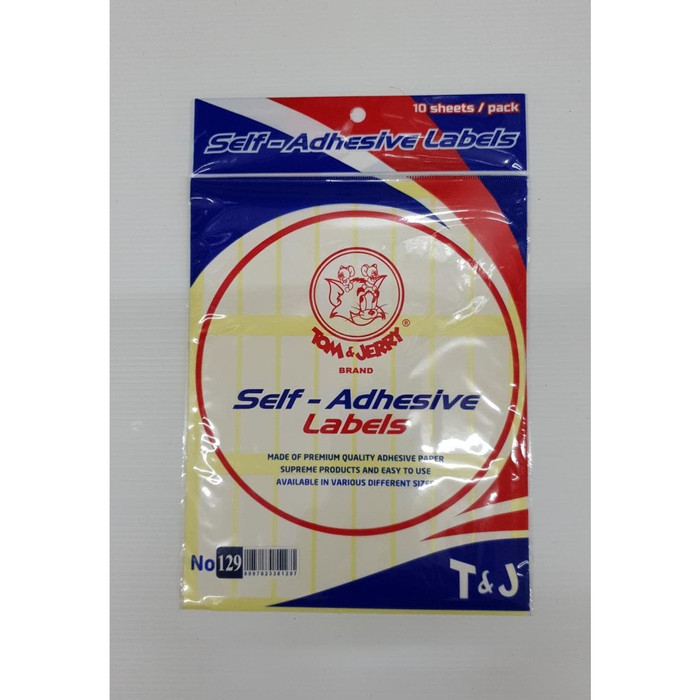 10 sheets / pack
Self - Adhesive Labels
TOM & JERRY ®
BRAND
Self - Adhesive
Labels
MADE OF PREMIUM QUALITY ADHESIVE PAPER
SUPREME PRODUCTS AND EASY TO USE
AVAILABLE IN VARIOUS DIFFERENT SIZES
No 129
T & J